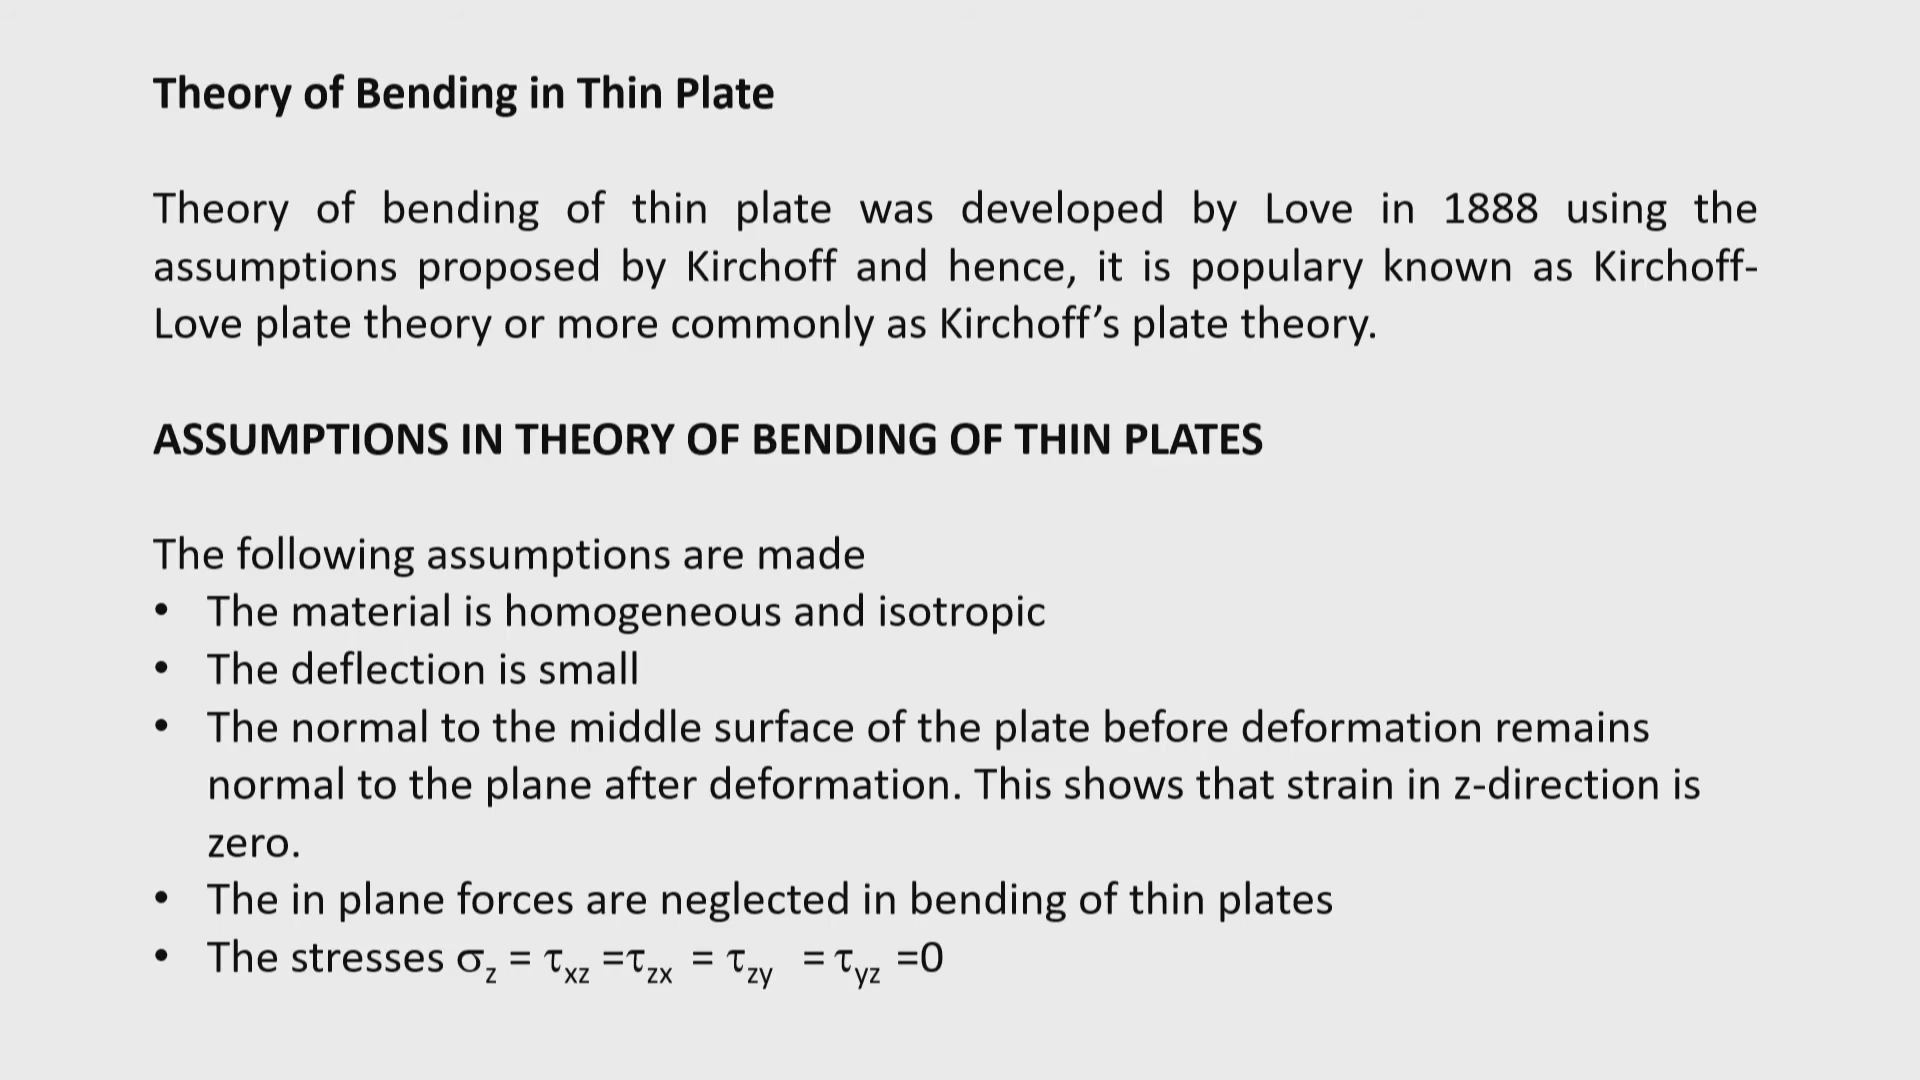 Theory of Bending in Thin Plate
Theory of bending of thin plate was developed by Love in 1888 using the
assumptions proposed by Kirchoff and hence, it is populary known as Kirchoff-
Love plate theory or more commonly as Kirchoff’s plate theory.
ASSUMPTIONS IN THEORY OF BENDING OF THIN PLATES
The following assumptions are made
• The material is homogeneous and isotropic
• The deflection is small
• The normal to the middle surface of the plate before deformation remains
normal to the plane after deformation. This shows that strain in z-direction is
zero.
• The in plane forces are neglected in bending of thin plates
• The stresses σz = τxz =τzx = τzy = τyz =0